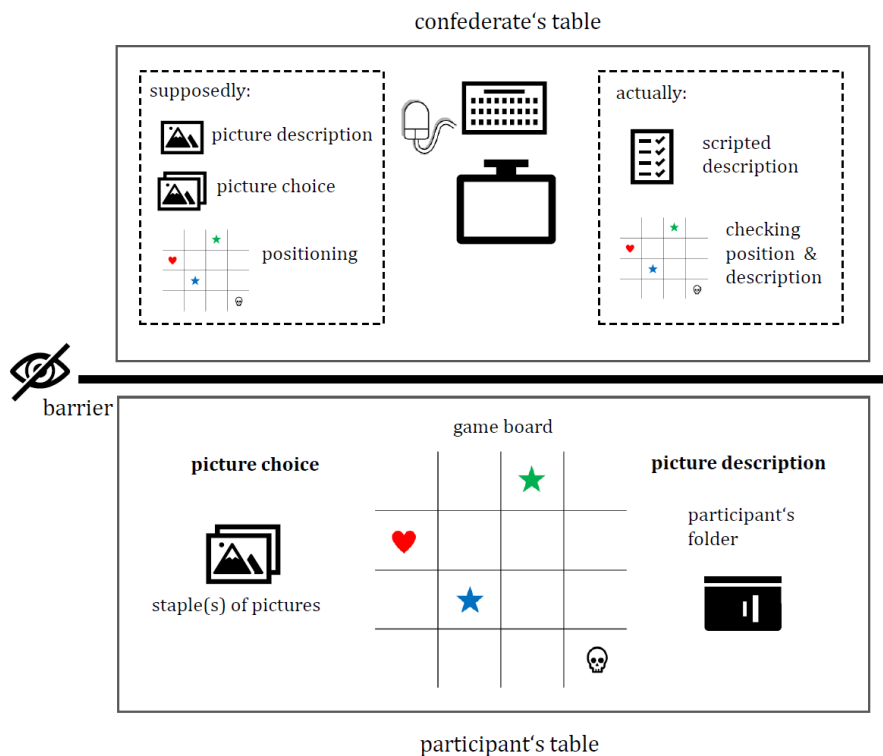 confederate‘s table
supposedly:
picture description
picture choice
positioning
actually:
scripted
description
checking
position & 
description
barrier
game board
picture choice
staple(s) of pictures
picture description
participant‘s
folder
participant‘s table